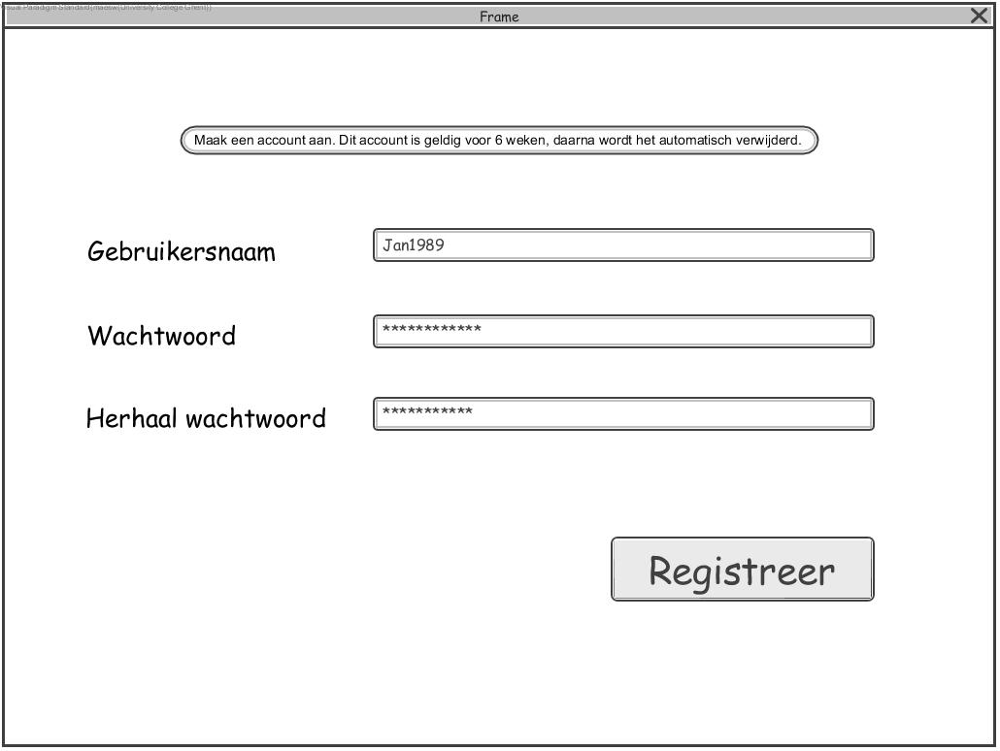 Visual Paradigm Standard(maesw(University College Ghent))
Frame
Maak een account aan. Dit account is geldig voor 6 weken, daarna wordt het automatisch verwijderd.
Gebruikersnaam
Jan1989
Wachtwoord
************
Herhaal wachtwoord
***********
Registreer